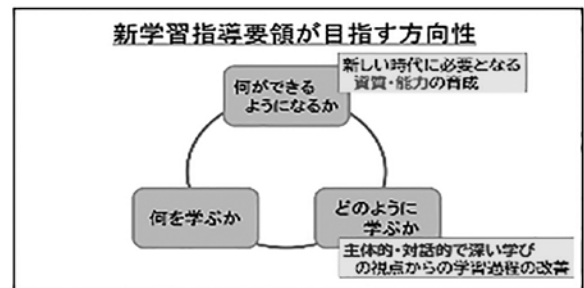 新学習指導要領が目指す方向性
新しい時代に必要となる
資質・能力の育成
何ができる
ようになるか
何を学ぶか
どのように
学ぶか
主体的・対話的で深い学び
の視点からの学習過程の改善